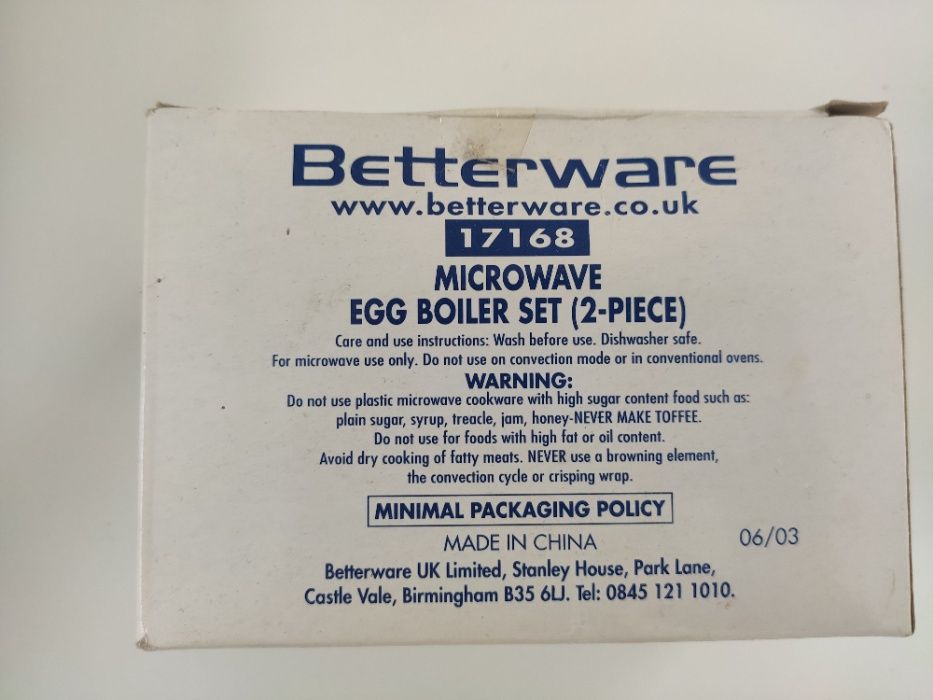 Betterware
www.betterware.co.uk
17168
MICROWAVE
EGG BOILER SET (2-PIECE)
Care and use instructions: Wash before use. Dishwasher safe.
For microwave use only. Do not use on convection mode or in conventional ovens.
WARNING:
Do not use plastic microwave cookware with high sugar content food such as:
plain sugar, syrup, treacle, jam, honey-NEVER MAKE TOFFEE.
Do not use for foods with high fat or oil content.
Avoid dry cooking of fatty meats. NEVER use a browning element,
the convection cycle or crisping wrap.
MINIMAL PACKAGING POLICY
MADE IN CHINA
06/03
Betterware UK Limited, Stanley House, Park Lane,
Castle Vale, Birmingham B35 6LJ. Tel: 0845 121 1010.